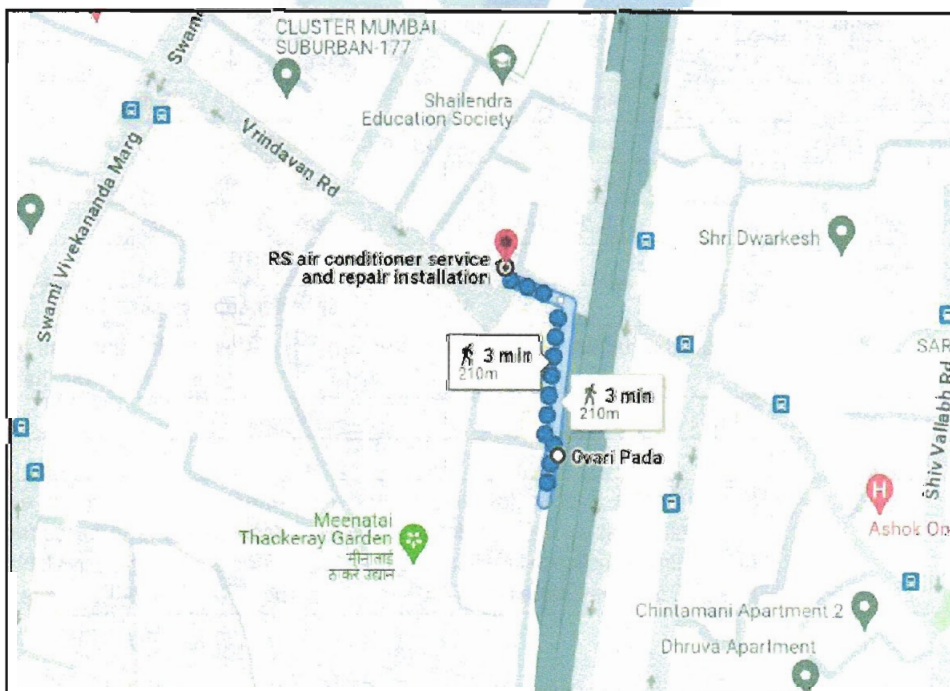 CLUSTER MUMBAI
SUBURBAN-177
Shailendra
Education Society
Vrindavan Rd
Swami Vivekananda Marg
RS air conditioner service
and repair installation
Shri Dwarkesh
3 min
210m
3 min
210m
SAR
Ovari Pada
Shiv Vallabh Rd
H
Ashok On
Meenatai
Thackeray Garden
मीनाताई
ठाकरे उद्यान
Chintamani Apartment 2
Dhruva Apartment